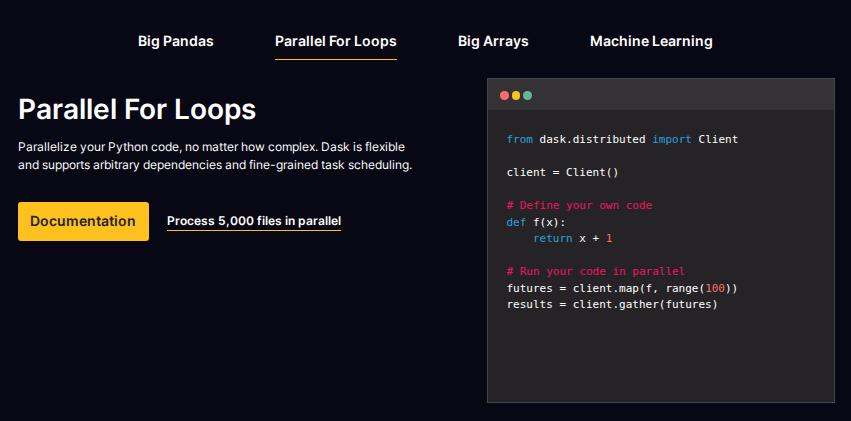 Big Pandas
Parallel For Loops
Big Arrays
Machine Learning
Parallel For Loops
Parallelize your Python code, no matter how complex. Dask is flexible
and supports arbitrary dependencies and fine-grained task scheduling.
Documentation
Process 5,000 files in parallel
from dask.distributed import Client
client = Client()
# Define your own code
def f(x):
    return x + 1
# Run your code in parallel
futures = client.map(f, range(100))
results = client.gather(futures)